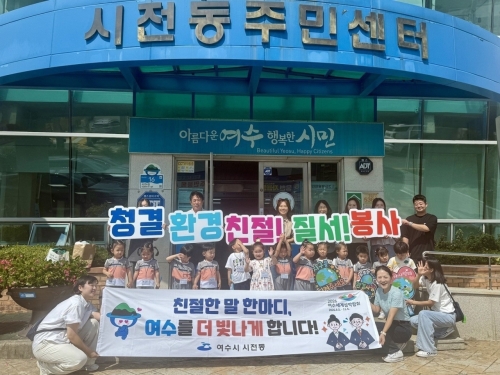 시전동주민센터
아름다운 여수 행복한 시민
Beautiful Yeosu, Happy Citizens
ADT
청결 환경 친절! 질서! 봉사
친절한 말 한마디,
여수를 더 빛나게 합니다!
여수시 시전동